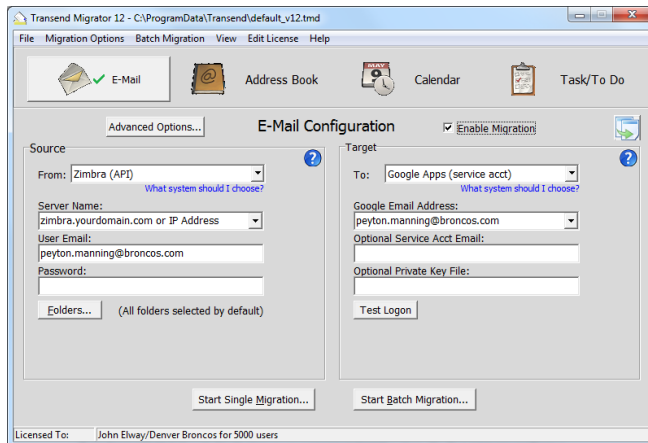 Transend Migrator 12 - C:\ProgramData\Transend\default_v12.tmd
File Migration Options Batch Migration View Edit License Help
E-Mail Address Book Calendar Task/To Do
MAY
Advanced Options... E-Mail Configuration Enable Migration
Source
From: Zimbra (API)
What system should I choose?
Server Name:
zimbra.yourdomain.com or IP Address
User Email:
peyton.manning@broncos.com
Password:
Folders... (All folders selected by default)
Target
To: Google Apps (service acct)
What system should I choose?
Google Email Address:
peyton.manning@broncos.com
Optional Service Acct Email:
Optional Private Key File:
Test Logon
Start Single Migration... Start Batch Migration...
Licensed To: John Elway/Denver Broncos for 5000 users